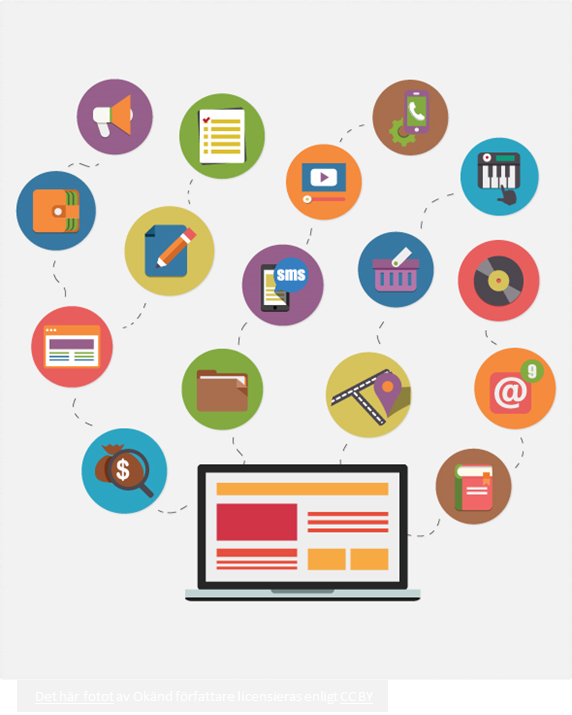 sms
9
@
$
Det här fotot av Okänd författare licensieras enligt CC BY